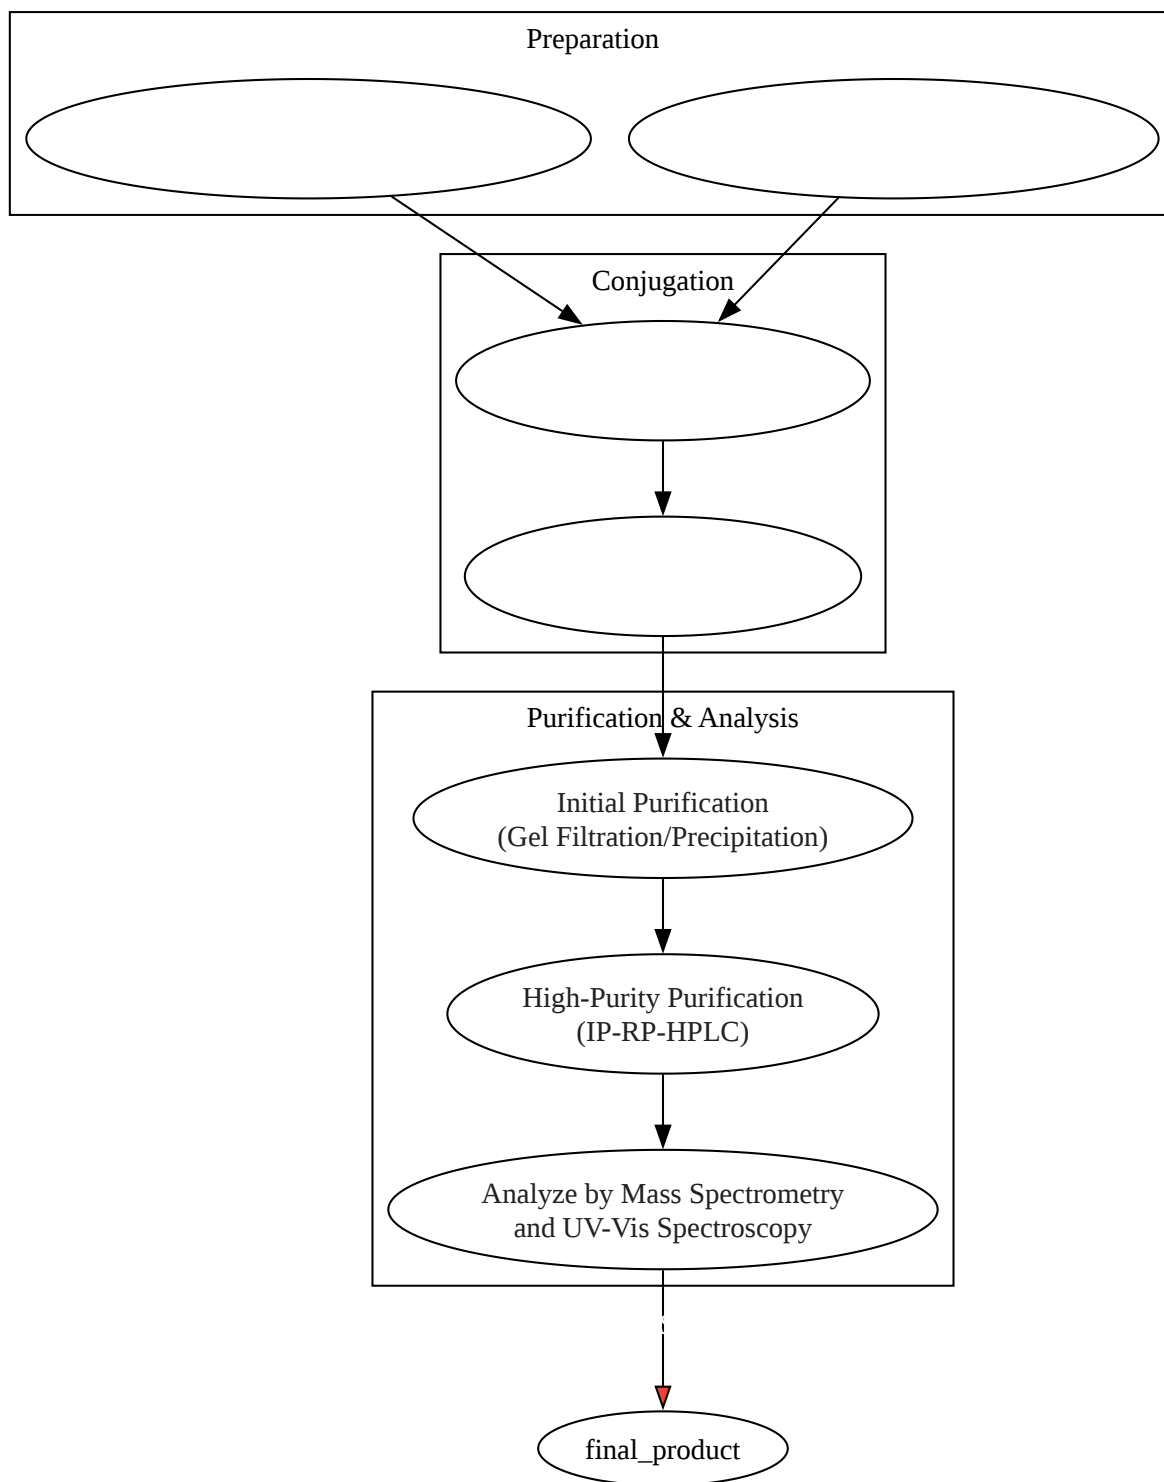 Preparation
Conjugation
Purification & Analysis
Initial Purification
(Gel Filtration/Precipitation)
High-Purity Purification
(IP-RP-HPLC)
Analyze by Mass Spectrometry
and UV-Vis Spectroscopy
final_product